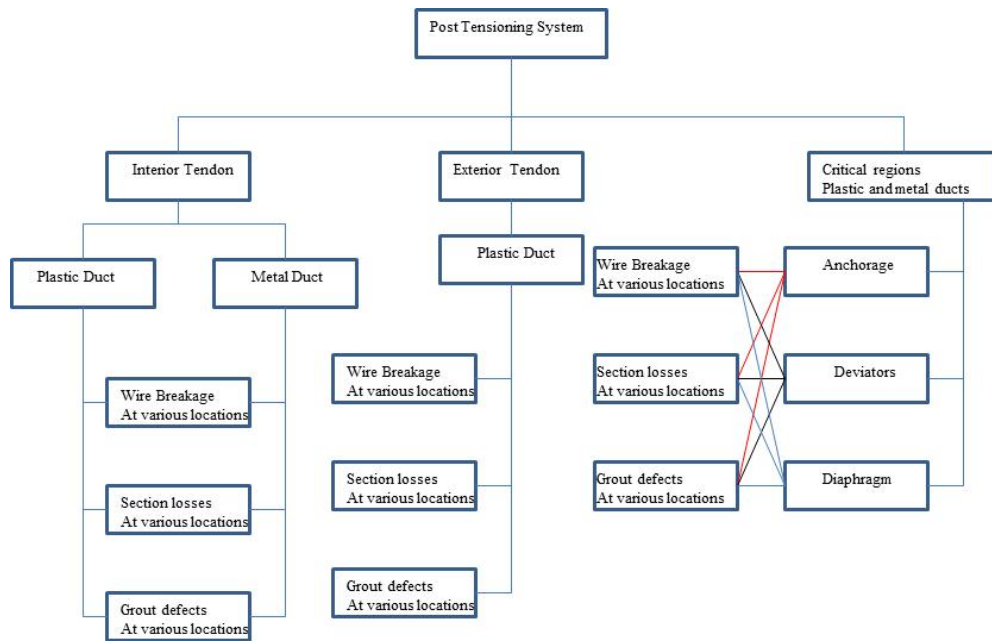 Post Tensioning System
Interior Tendon
Exterior Tendon
Critical regions
Plastic and metal ducts
Plastic Duct
Metal Duct
Plastic Duct
Wire Breakage
At various locations
Section losses
At various locations
Grout defects
At various locations
Wire Breakage
At various locations
Section losses
At various locations
Grout defects
At various locations
Wire Breakage
At various locations
Section losses
At various locations
Grout defects
At various locations
Anchorage
Deviators
Diaphragm